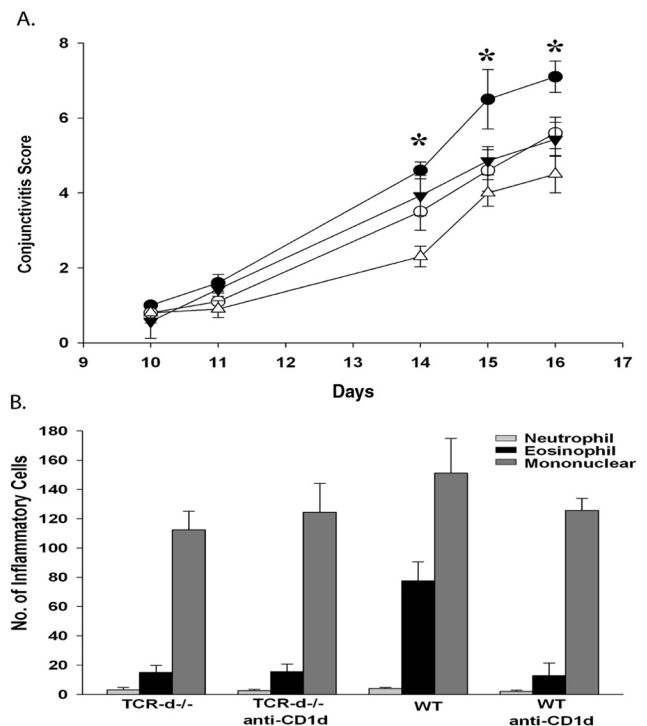 A.
8
6
4
2
0
Conjunctivitis Score
* * *
9 10 11 12 13 14 15 16 17
Days
B.
180
160
140
120
100
80
60
40
20
0
No. of Inflammatory Cells
Neutrophil
Eosinophil
Mononuclear
TCR-d-/- TCR-d-/- WT WT
anti-CD1d anti-CD1d